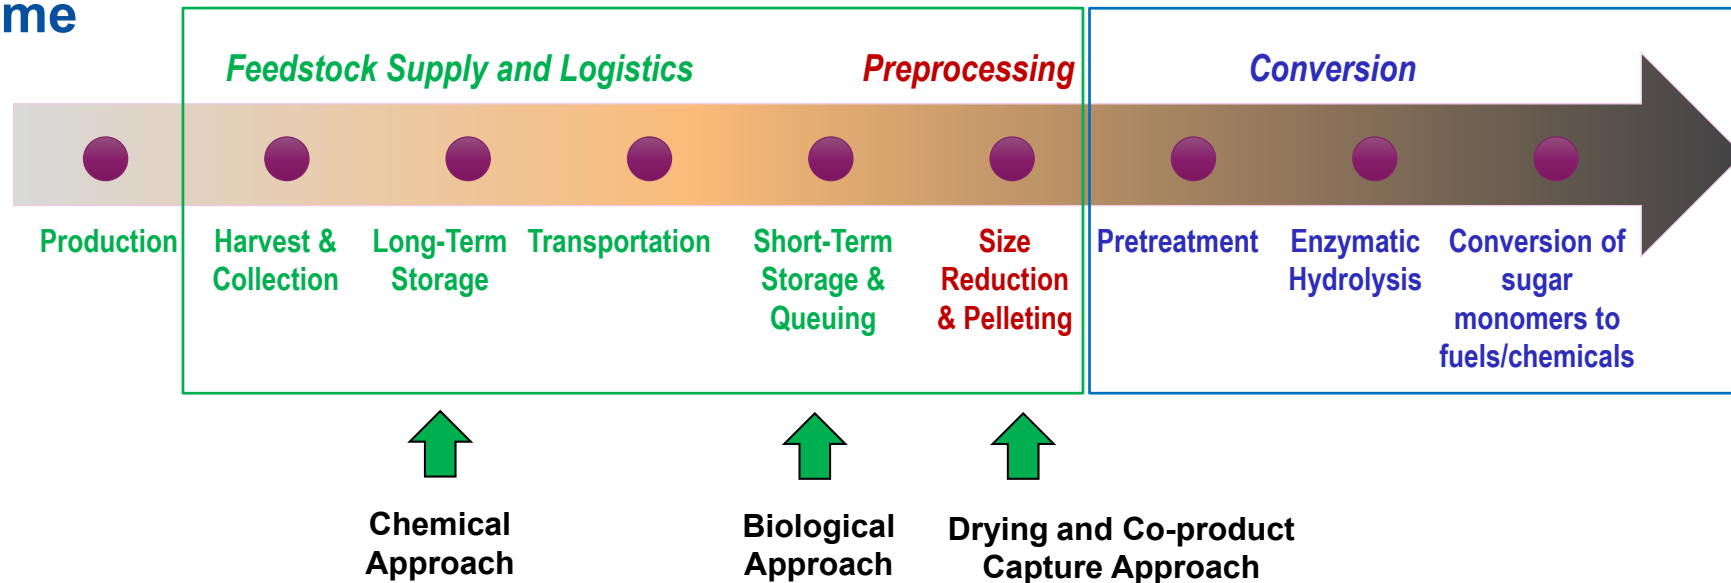 me
Feedstock Supply and Logistics
Preprocessing
Conversion
Production
Harvest &
Collection
Long-Term
Storage
Transportation
Short-Term
Storage &
Queuing
Size
Reduction
& Pelleting
Pretreatment
Enzymatic
Hydrolysis
Conversion of
sugar
monomers to
fuels/chemicals
Chemical
Approach
Biological
Approach
Drying and Co-product
Capture Approach